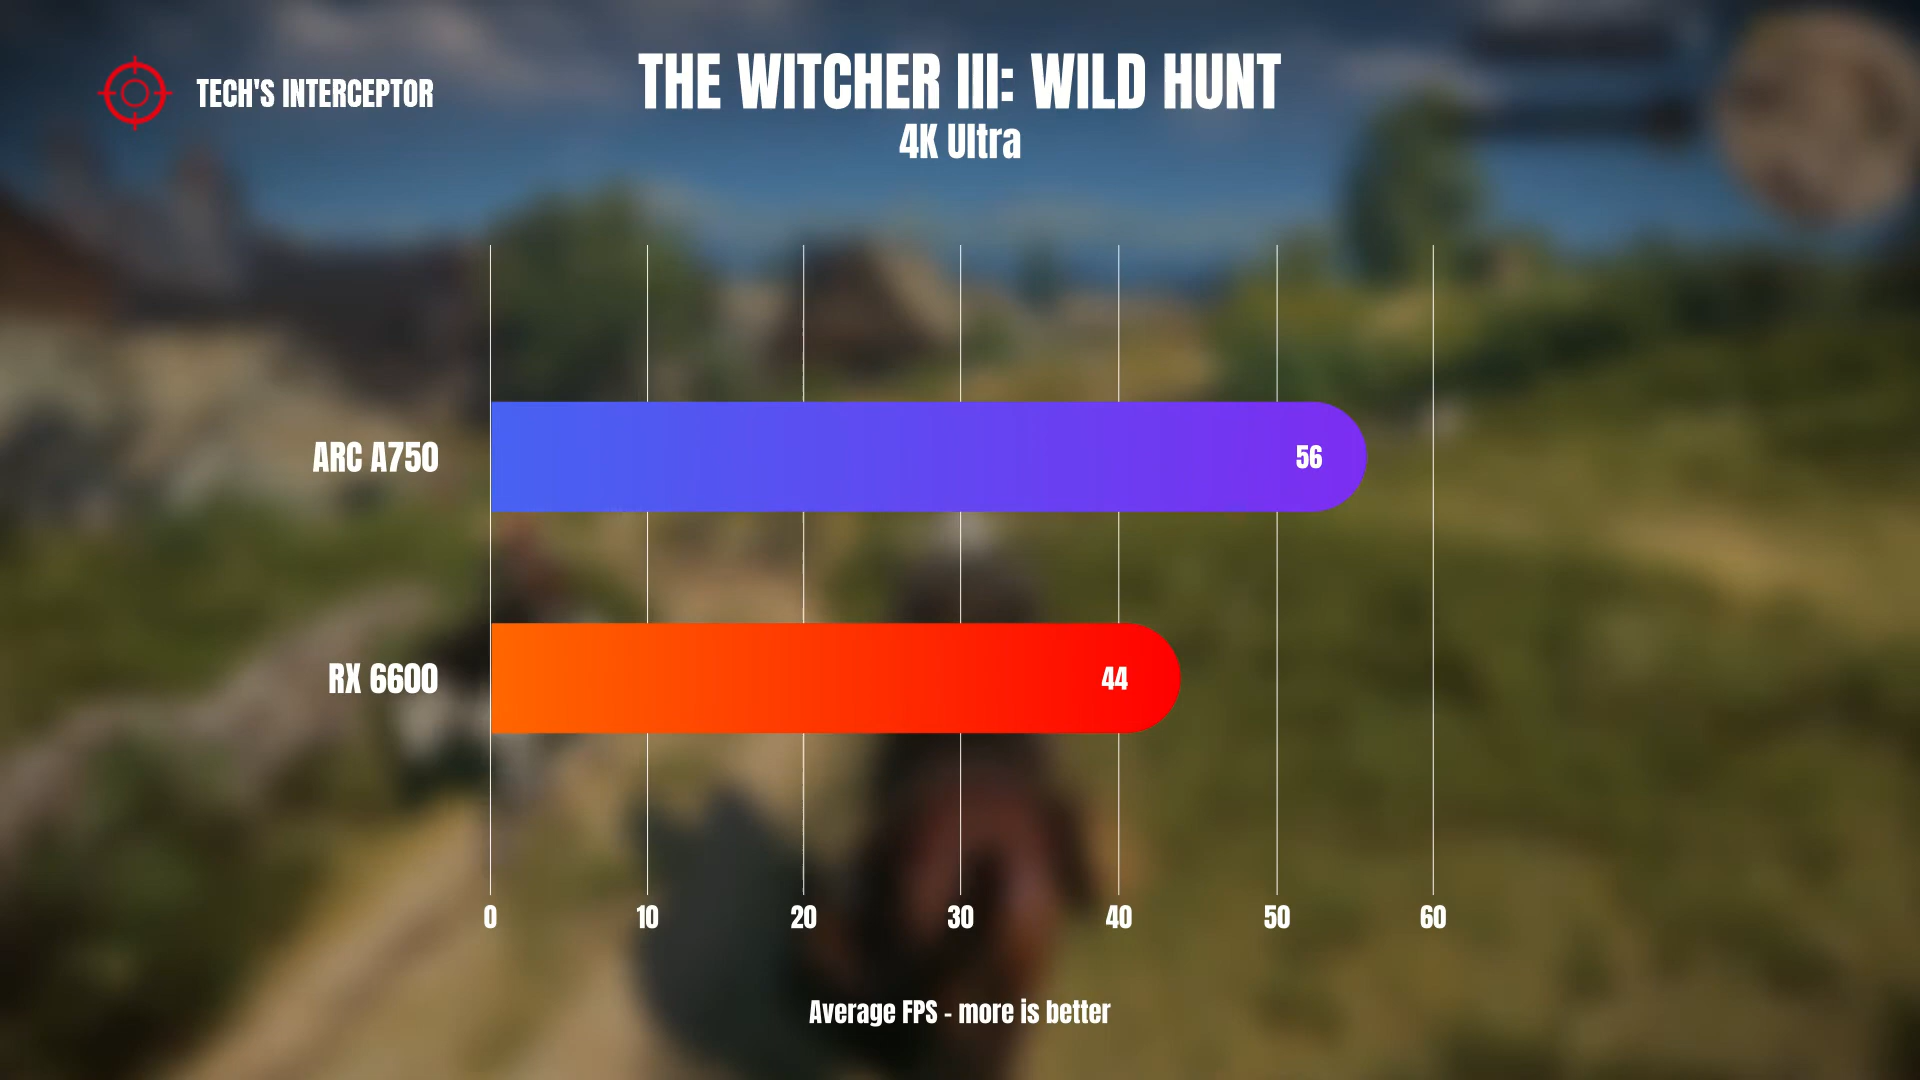 TECH'S INTERCEPTOR
THE WITCHER III: WILD HUNT
4K Ultra
ARC A750
56
RX 6600
44
0 10 20 30 40 50 60
Average FPS - more is better